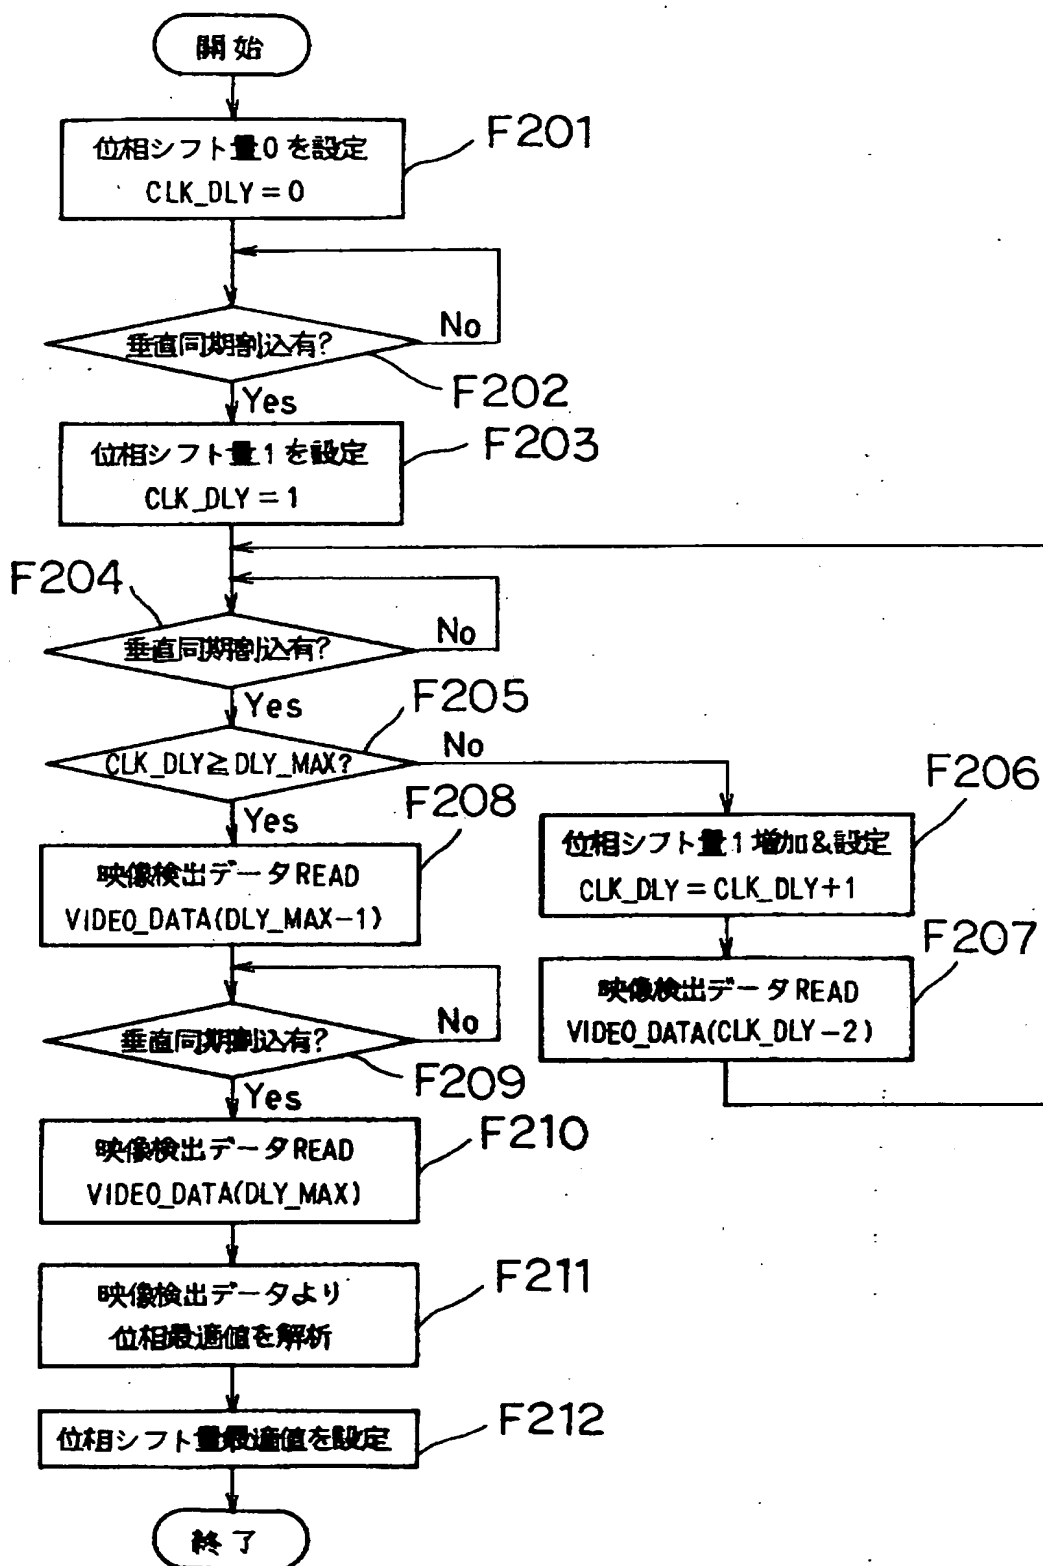 開始
位相シフト量0を設定
CLK_DLY=0
F201
垂直同期割込有?
No
F202
Yes
位相シフト量1を設定
CLK_DLY=1
F203
F204
垂直同期割込有?
No
Yes
F205
CLK_DLY≧DLY_MAX?
No
Yes
F206
位相シフト量1増加&設定
CLK_DLY=CLK_DLY+1
F207
映像検出データREAD
VIDEO_DATA(CLK_DLY-2)
F208
映像検出データREAD
VIDEO_DATA(DLY_MAX-1)
垂直同期割込有?
No
F209
Yes
映像検出データREAD
VIDEO_DATA(DLY_MAX)
F210
映像検出データより
位相最適値を解析
F211
位相シフト量最適値を設定
F212
終了